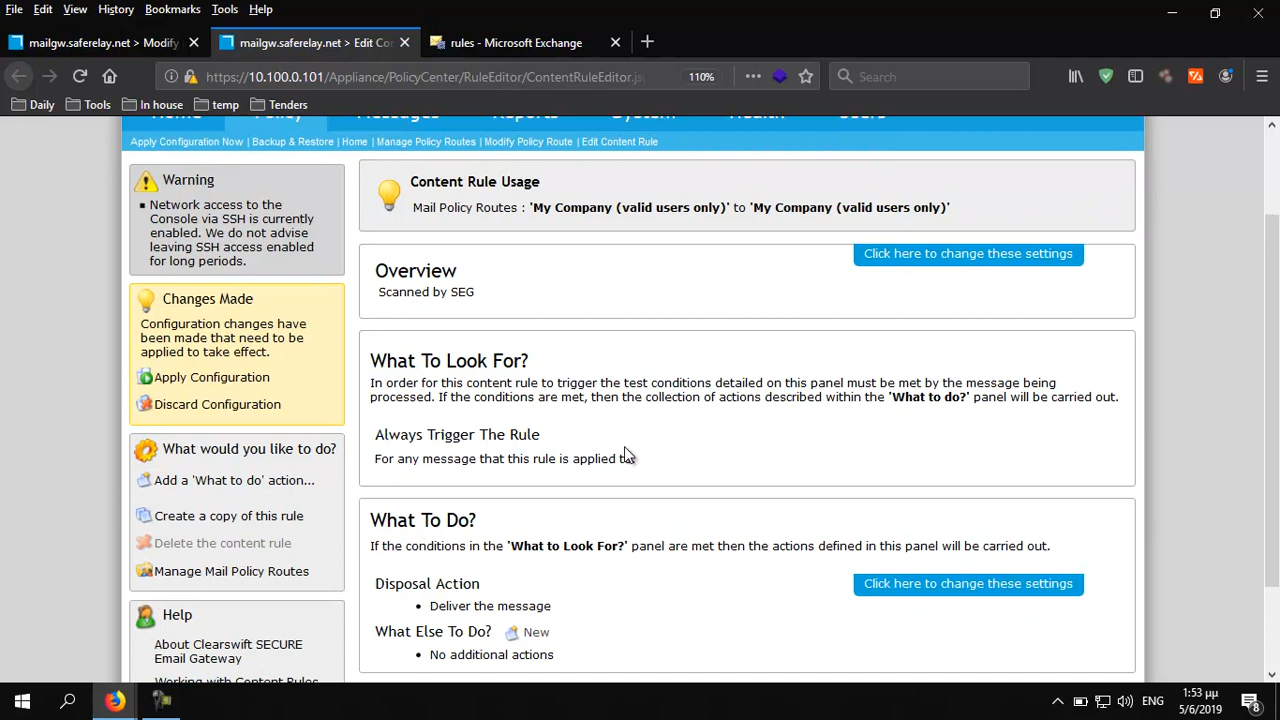 File Edit View History Bookmarks Tools Help
mailgw.saferelay.net > Modify
mailgw.saferelay.net > Edit Co
rules - Microsoft Exchange
https://10.100.0.101/Appliance/PolicyCenter/RuleEditor/ContentRuleEditor.js
110%
Search
Daily Tools In house temp Tenders
Home Policy Messages Reports System Health Users
Apply Configuration Now | Backup & Restore | Home | Manage Policy Routes | Modify Policy Route | Edit Content Rule
Warning
Network access to the
Console via SSH is currently
enabled. We do not advise
leaving SSH access enabled
for long periods.
Changes Made
Configuration changes have
been made that need to be
applied to take effect.
Apply Configuration
Discard Configuration
What would you like to do?
Add a 'What to do' action...
Create a copy of this rule
Delete the content rule
Manage Mail Policy Routes
Help
About Clearswift SECURE
Email Gateway
Working with Content Rules
Content Rule Usage
Mail Policy Routes : 'My Company (valid users only)' to 'My Company (valid users only)'
Click here to change these settings
Overview
Scanned by SEG
What To Look For?
In order for this content rule to trigger the test conditions detailed on this panel must be met by the message being
processed. If the conditions are met, then the collection of actions described within the 'What to do?' panel will be carried out.
Always Trigger The Rule
For any message that this rule is applied to
What To Do?
If the conditions in the 'What to Look For?' panel are met then the actions defined in this panel will be carried out.
Disposal Action
Click here to change these settings
• Deliver the message
What Else To Do? New
• No additional actions
ENG
1:53 μμ
5/6/2019
8